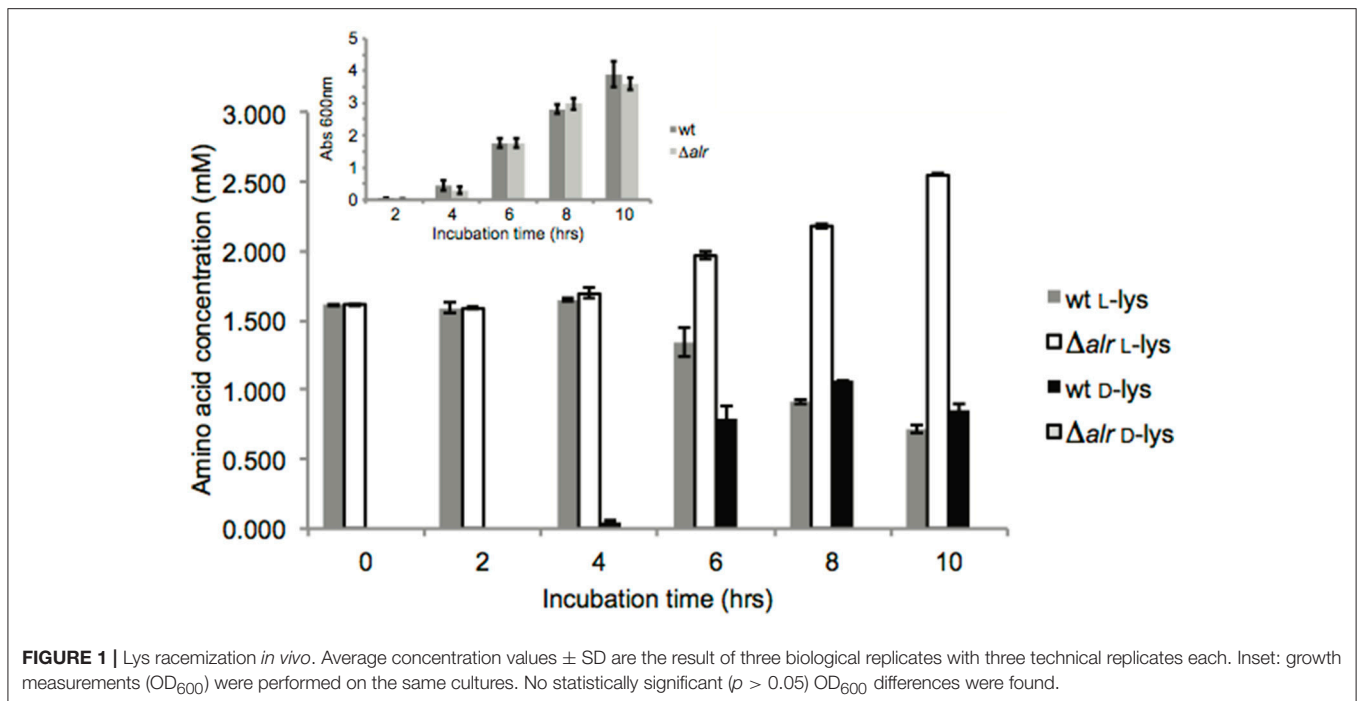 5
4
3
2
1
0
Abs 600nm
2 4 6 8 10
Incubation time (hrs)
wt
Δalr
3.000
2.500
2.000
1.500
1.000
0.500
0.000
Amino acid concentration (mM)
0 2 4 6 8 10
Incubation time (hrs)
wt L-lys
Δalr L-lys
wt D-lys
Δalr D-lys
FIGURE 1 | Lys racemization in vivo. Average concentration values ± SD are the result of three biological replicates with three technical replicates each. Inset: growth
measurements (OD600) were performed on the same cultures. No statistically significant (p > 0.05) OD600 differences were found.